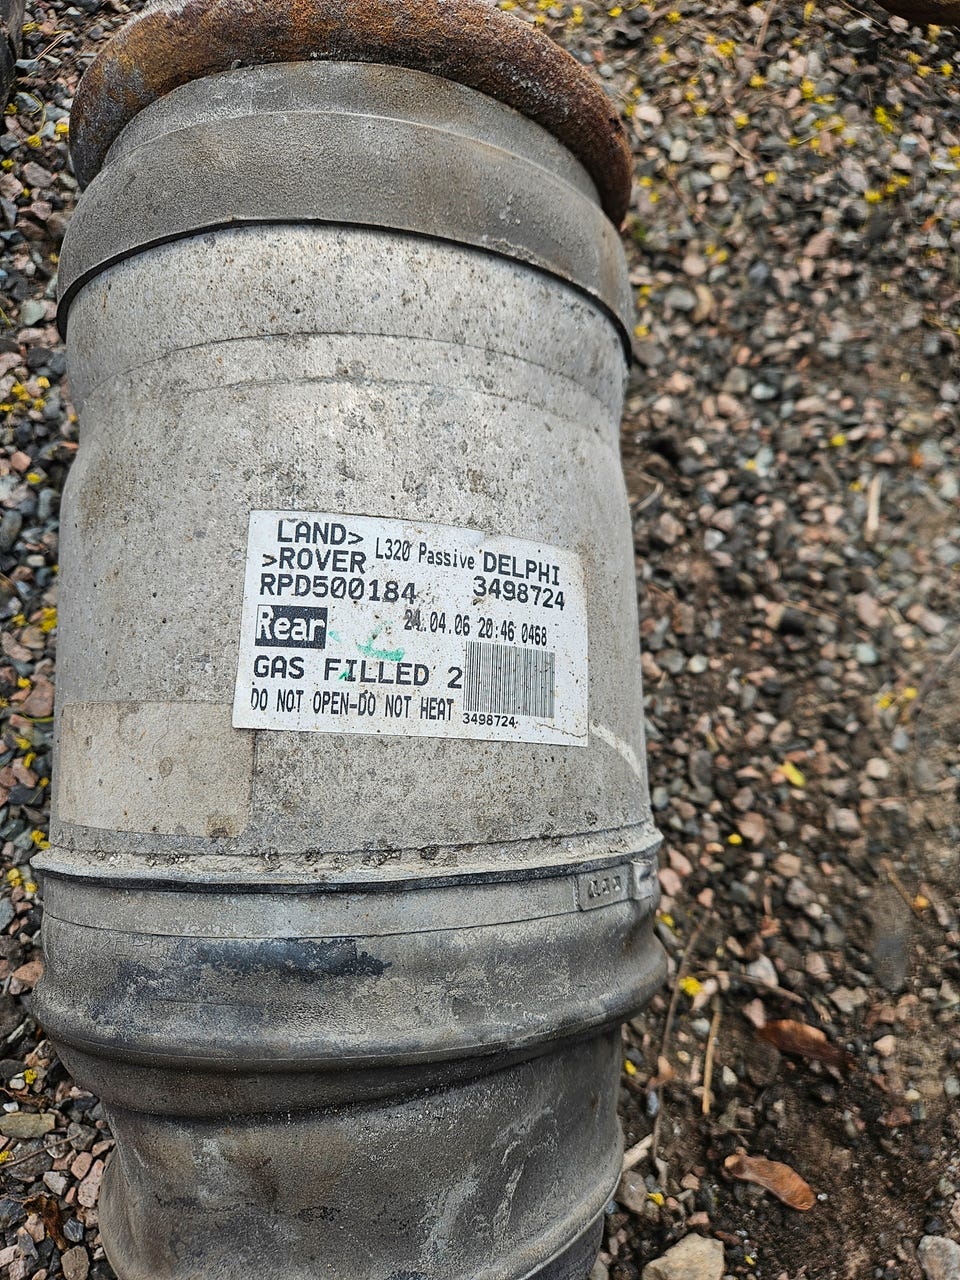 LAND>
>ROVER L320 Passive DELPHI
RPD500184 3498724
Rear 24.04.06 20:46 0468
GAS FILLED 2
DO NOT OPEN-DO NOT HEAT
3498724